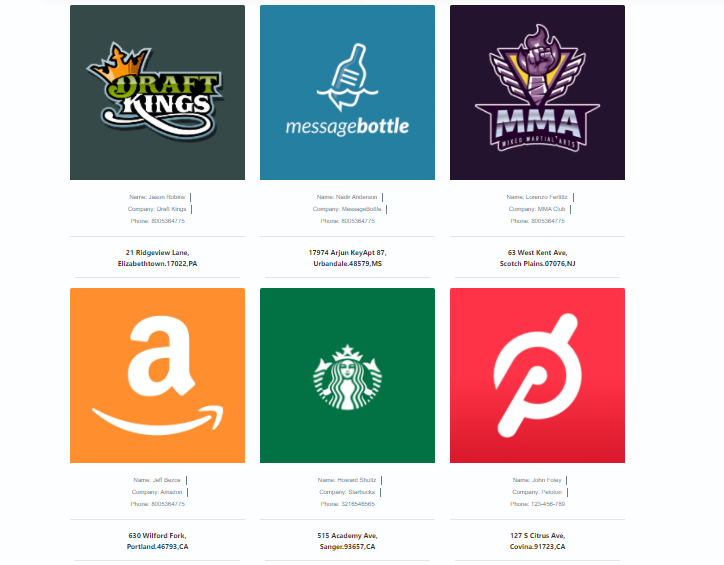 DRAFT
KINGS
messagebottle
MMA
MIXED MARTIAL ARTS
Name: Jason Robins |
Company: Draft Kings |
Phone: 8005364775
Name: Nadir Anderson |
Company: MessageBottle |
Phone: 8005364775
Name: Lorenzo Fertitta |
Company: MMA Club |
Phone: 8005364775
21 Ridgeview Lane,
Elizabethtown.17022,PA
17974 Arjun KeyApt 87,
Urbandale.48579,MS
63 West Kent Ave,
Scotch Plains.07076,NJ
a
Name: Jeff Bezos |
Company: Amazon |
Phone: 8005364775
Name: Howard Shultz |
Company: Starbucks |
Phone: 3216548565
Name: John Foley |
Company: Peloton |
Phone: 123-456-789
630 Wilford Fork,
Portland.46793,CA
515 Academy Ave,
Sanger.93657,CA
127 S Citrus Ave,
Covina.91723,CA